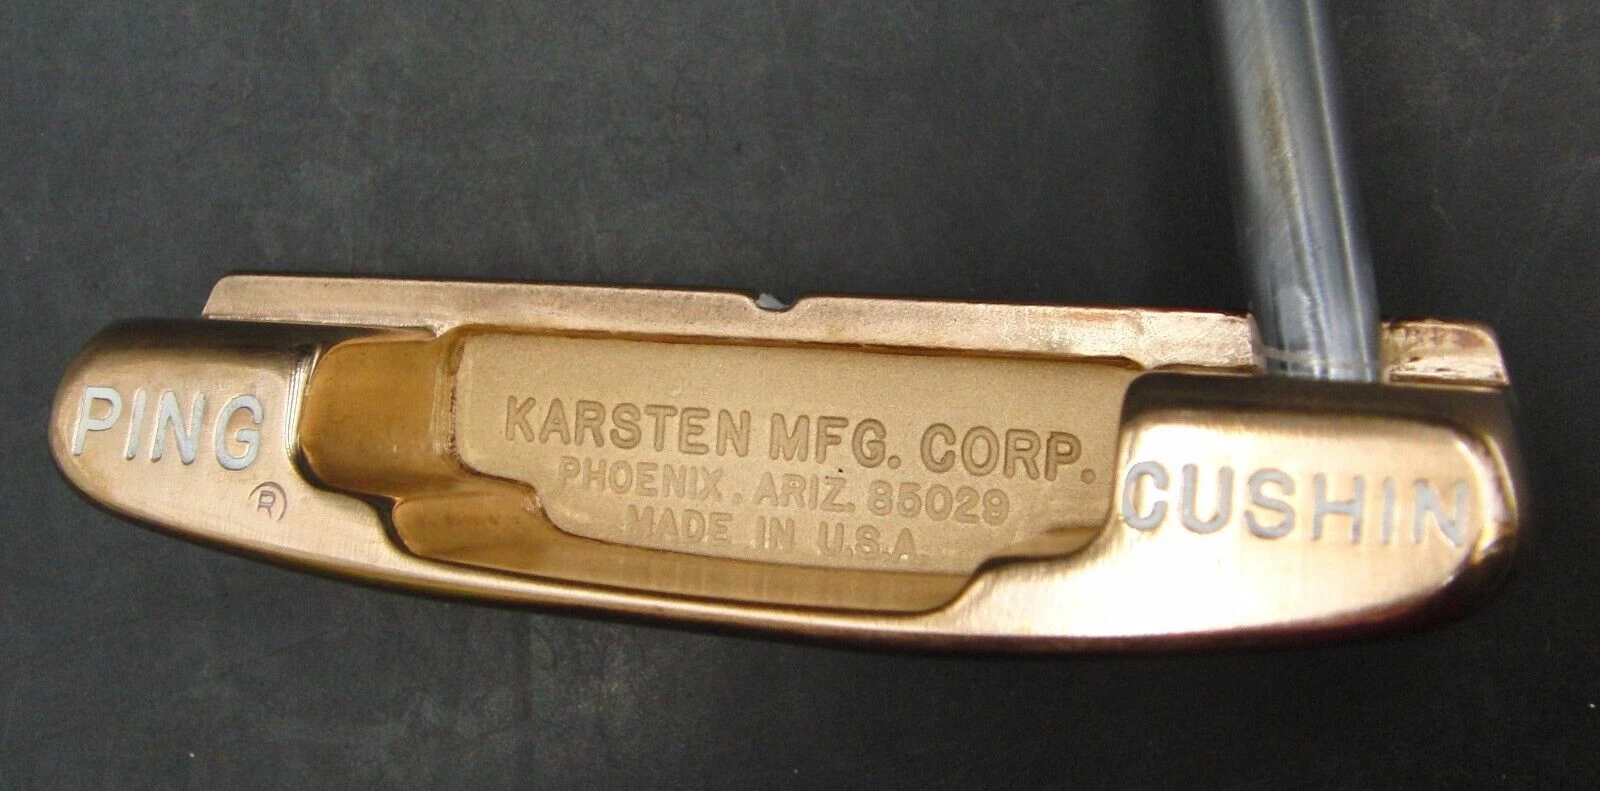 PING
®
KARSTEN MFG. CORP.
PHOENIX. ARIZ. 85029
MADE IN U.S.A.
CUSHIN